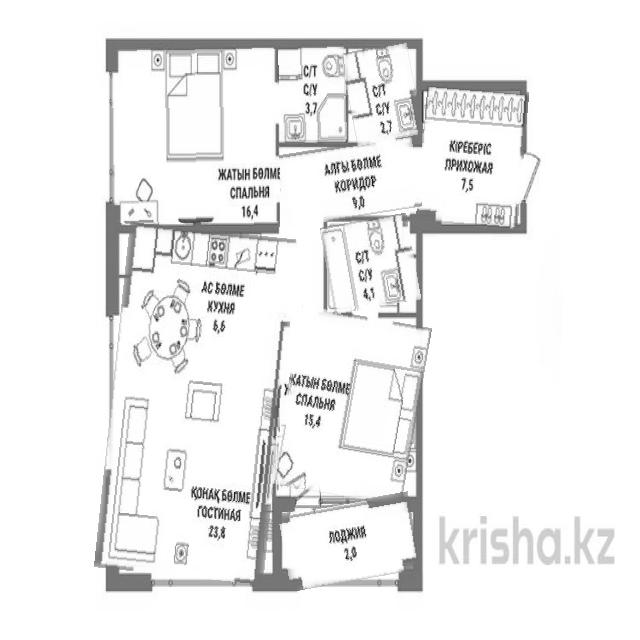 С/Т
С/У
3,7
С/Т
С/У
2,7
КІРЕБЕРІС
ПРИХОЖАЯ
7,5
АЛҒЫ БӨЛМЕ
КОРИДОР
9,0
ЖАТЫН БӨЛМЕ
СПАЛЬНЯ
16,4
С/Т
С/У
4,1
АС БӨЛМЕ
КУХНЯ
6,6
ЖАТЫН БӨЛМЕ
СПАЛЬНЯ
15,4
ҚОНАҚ БӨЛМЕ
ГОСТИНАЯ
23,8
ЛОДЖИЯ
2,0
krisha.kz